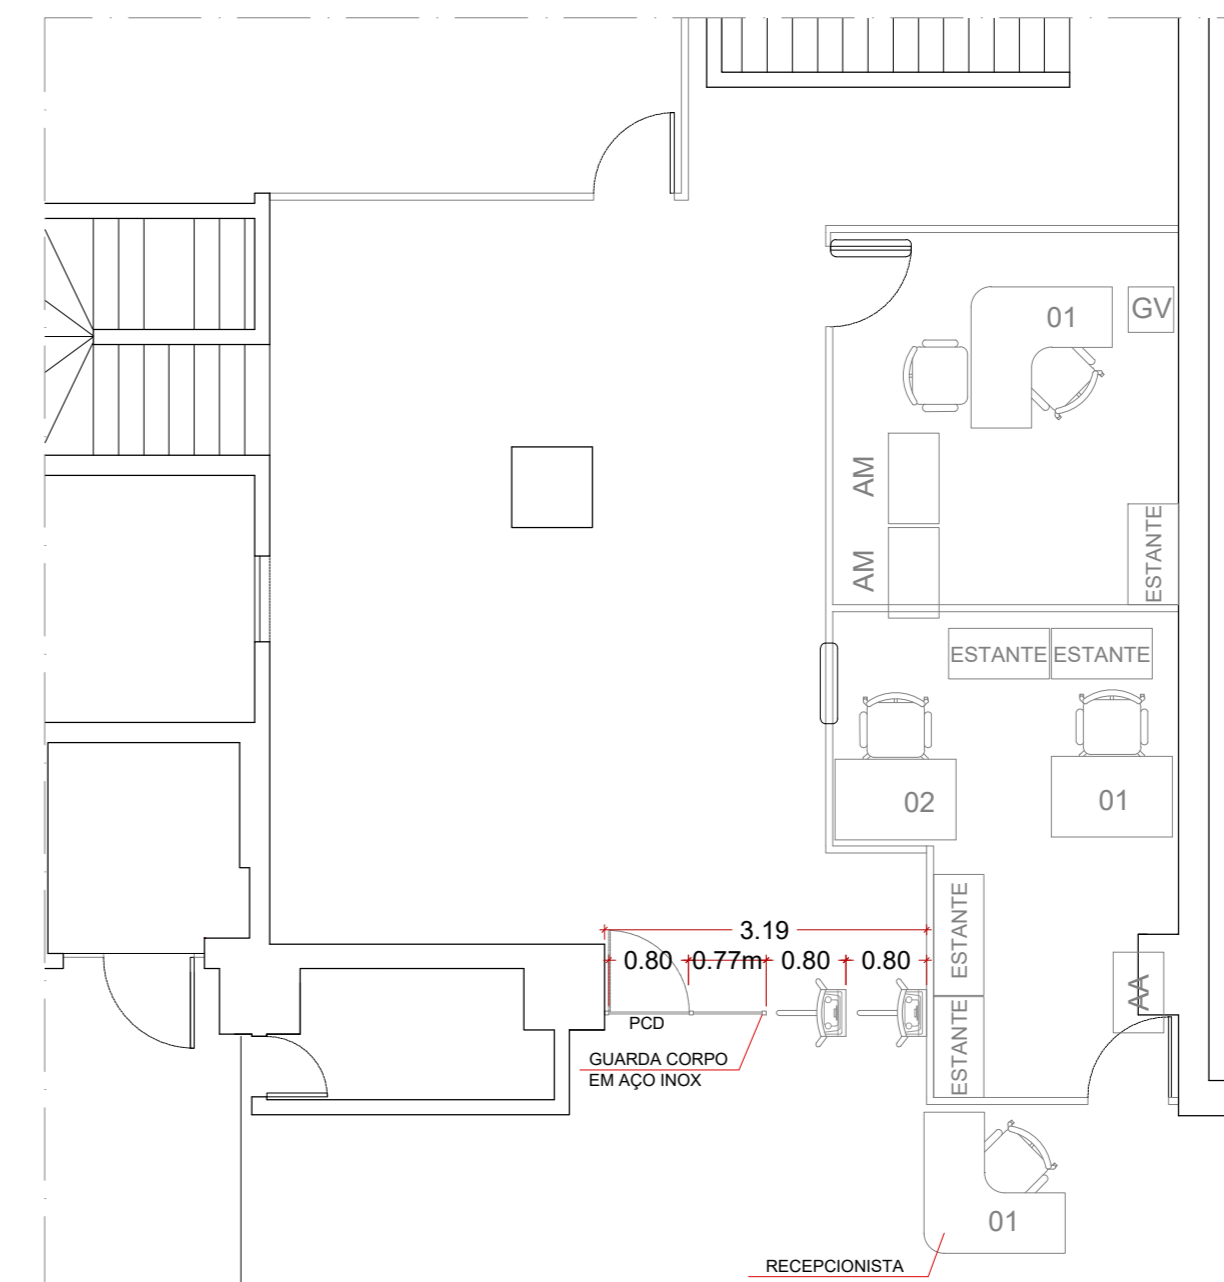 01
GV
AM
ESTANTE
AM
ESTANTE ESTANTE
02
01
ESTANTE
3.19
0.80 0.77m 0.80 0.80
AA
PCD
ESTANTE
GUARDA CORPO
EM AÇO INOX
01
RECEPCIONISTA